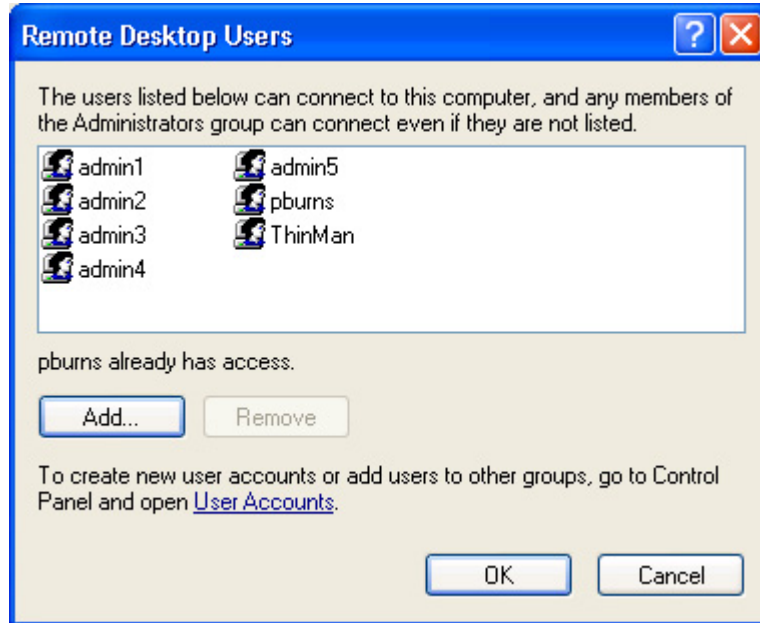 Remote Desktop Users
The users listed below can connect to this computer, and any members of
the Administrators group can connect even if they are not listed.
admin1
admin2
admin3
admin4
admin5
pburns
ThinMan
pburns already has access.
Add...
Remove
To create new user accounts or add users to other groups, go to Control
Panel and open User Accounts.
OK
Cancel